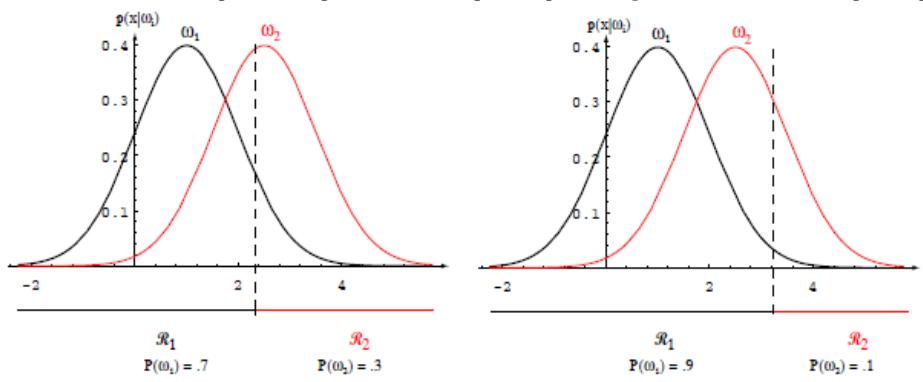 p(x|ω₁)
ω₁
ω₂
0.4
0.3
0.2
0.1
-2
2
4
ℛ₁
ℛ₂
P(ω₁) = .7
P(ω₂) = .3
p(x|ωᵢ)
ω₁
ω₂
0.4
0.3
0.2
0.1
-2
2
4
ℛ₁
ℛ₂
P(ω₁) = .9
P(ω₂) = .1